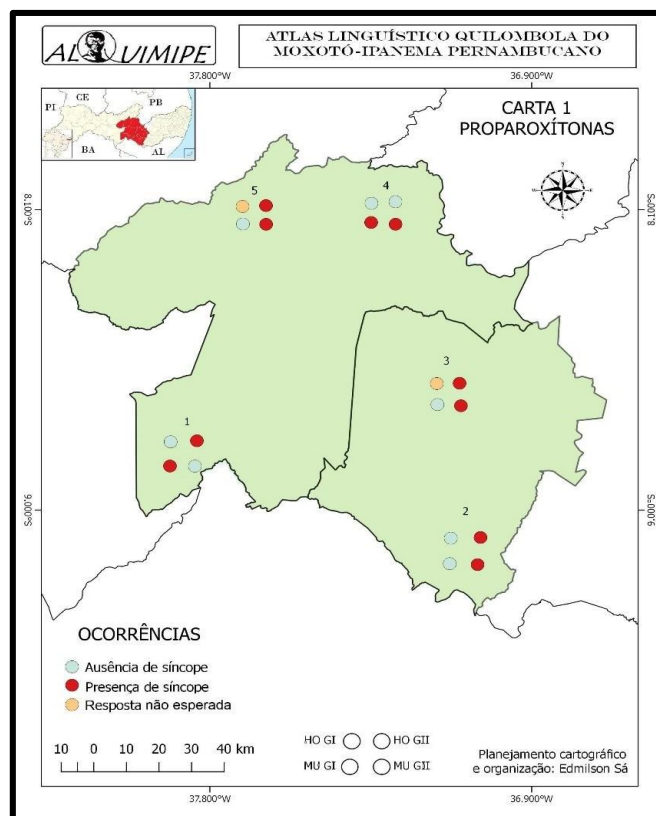 ALQUIMIPE
ATLAS LINGUÍSTICO QUILOMBOLA DO
MOXOTÓ-IPANEMA PERNAMBUCANO
37.800°W
36.900°W
PI
CE
PB
BA
AL
CARTA 1
PROPAROXÍTONAS
8.100°S
8.100°S
5
4
3
1
2
9.000°S
9.000°S
OCORRÊNCIAS
Ausência de síncope
Presença de síncope
Resposta não esperada
10 0 10 20 30 40 km
HO GI
HO GII
MU GI
MU GII
Planejamento cartográfico
e organização: Edmilson Sá
37.800°W
36.900°W